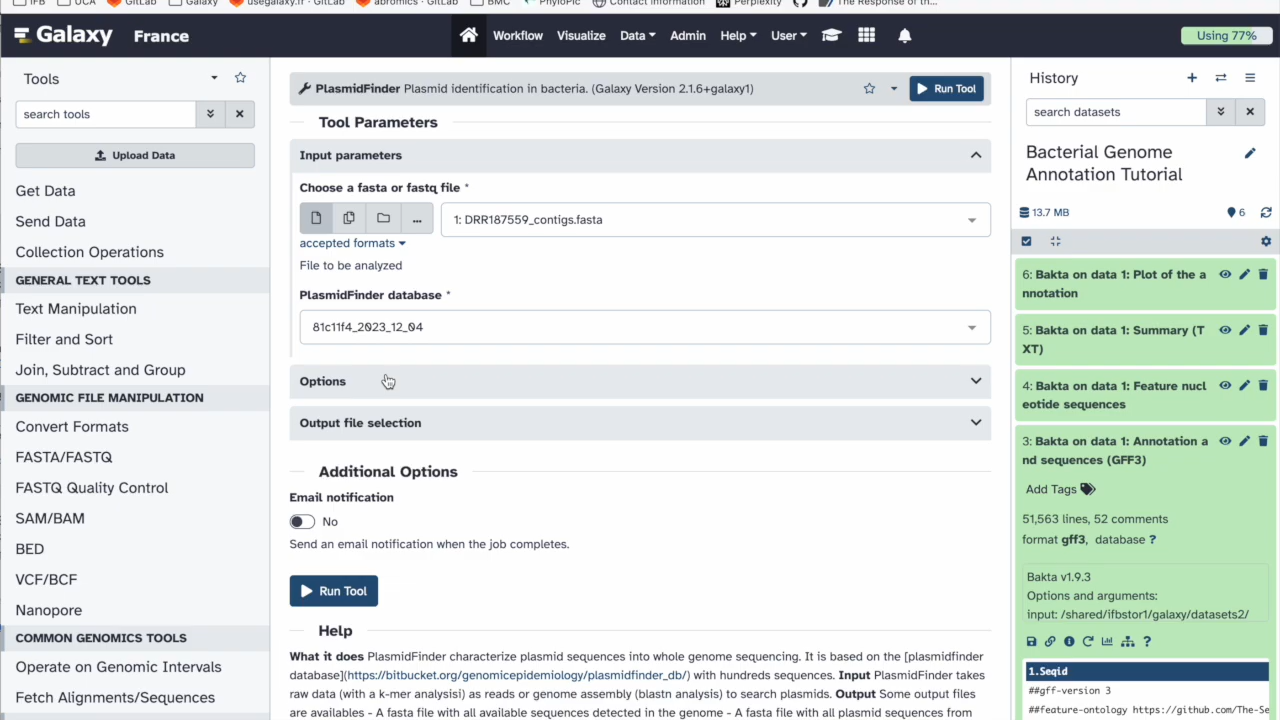 IFB UCA GitLab Galaxy usegalaxy.fr · GitLab abromics · GitLab BMC PhyloPic Contact Information Perplexity The Response of th...
Galaxy France
Workflow Visualize Data Admin Help User Using 77%
Tools
search tools
Upload Data
Get Data
Send Data
Collection Operations
GENERAL TEXT TOOLS
Text Manipulation
Filter and Sort
Join, Subtract and Group
GENOMIC FILE MANIPULATION
Convert Formats
FASTA/FASTQ
FASTQ Quality Control
SAM/BAM
BED
VCF/BCF
Nanopore
COMMON GENOMICS TOOLS
Operate on Genomic Intervals
Fetch Alignments/Sequences
PlasmidFinder Plasmid identification in bacteria. (Galaxy Version 2.1.6+galaxy1)
Run Tool
Tool Parameters
Input parameters
Choose a fasta or fastq file *
... 1: DRR187559_contigs.fasta
accepted formats
File to be analyzed
PlasmidFinder database *
81c11f4_2023_12_04
Options
Output file selection
Additional Options
Email notification
No
Send an email notification when the job completes.
Run Tool
Help
What it does PlasmidFinder characterize plasmid sequences into whole genome sequencing. It is based on the [plasmidfinder
database](https://bitbucket.org/genomicepidemiology/plasmidfinder_db/) with hundreds sequences. Input PlasmidFinder takes
raw data (with a k-mer analysisi) as reads or genome assembly (blastn analysis) to search plasmids. Output Some output files
are availables - A fasta file with all available sequences detected in the genome - A fasta file with all plasmid sequences from
History
search datasets
Bacterial Genome
Annotation Tutorial
13.7 MB 6
6: Bakta on data 1: Plot of the a
nnotation
5: Bakta on data 1: Summary (T
XT)
4: Bakta on data 1: Feature nucl
eotide sequences
3: Bakta on data 1: Annotation a
nd sequences (GFF3)
Add Tags
51,563 lines, 52 comments
format gff3, database ?
Bakta v1.9.3
Options and arguments:
input: /shared/ifbstor1/galaxy/datasets2/
1.Seqid
##gff-version 3
##feature-ontology https://github.com/The-Se